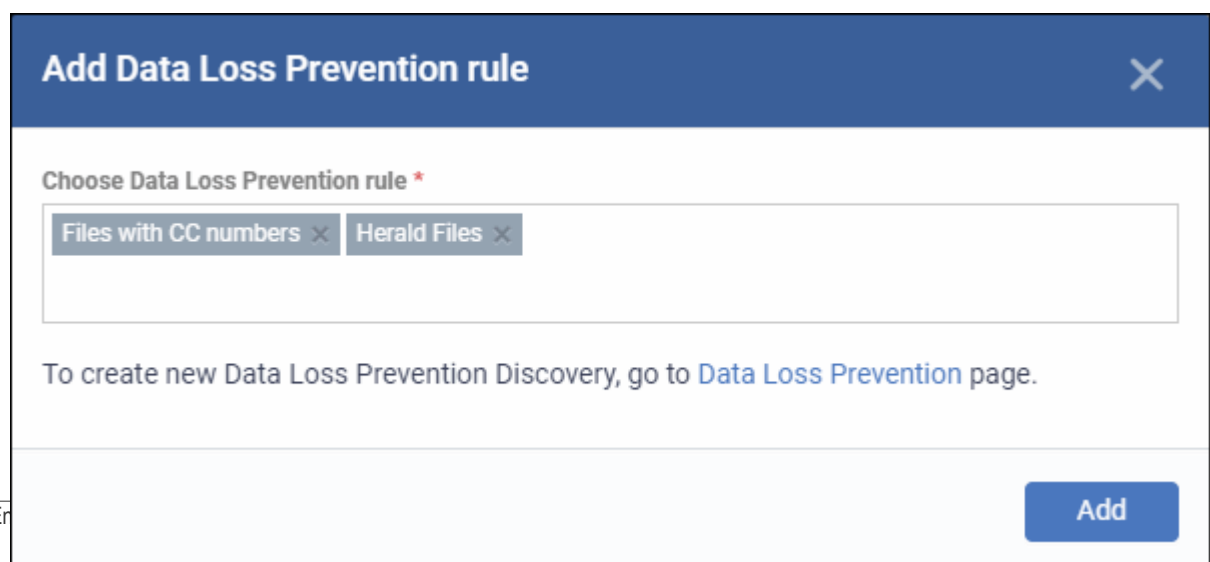 Add Data Loss Prevention rule
Choose Data Loss Prevention rule *
Files with CC numbers × Herald Files ×
To create new Data Loss Prevention Discovery, go to Data Loss Prevention page.
Add